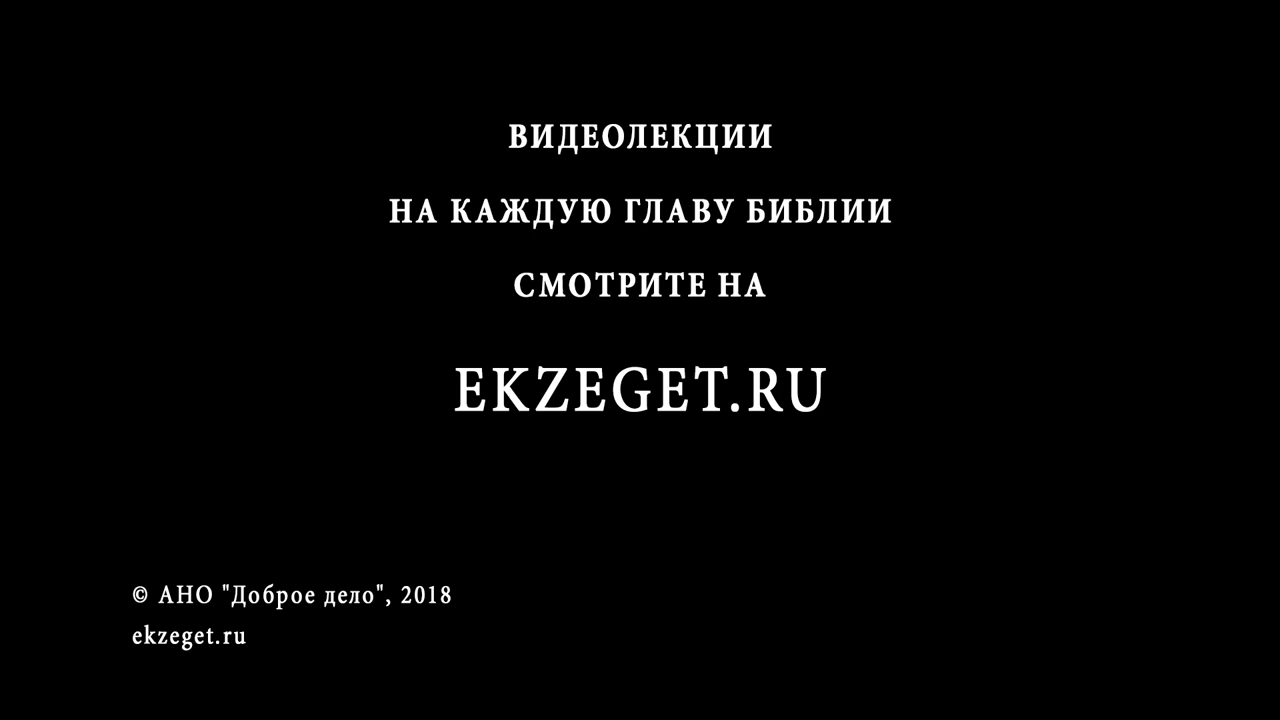 ВИДЕОЛЕКЦИИ
НА КАЖДУЮ ГЛАВУ БИБЛИИ
СМОТРИТЕ НА
EKZEGET.RU
© АНО "Доброе дело", 2018
ekzeget.ru